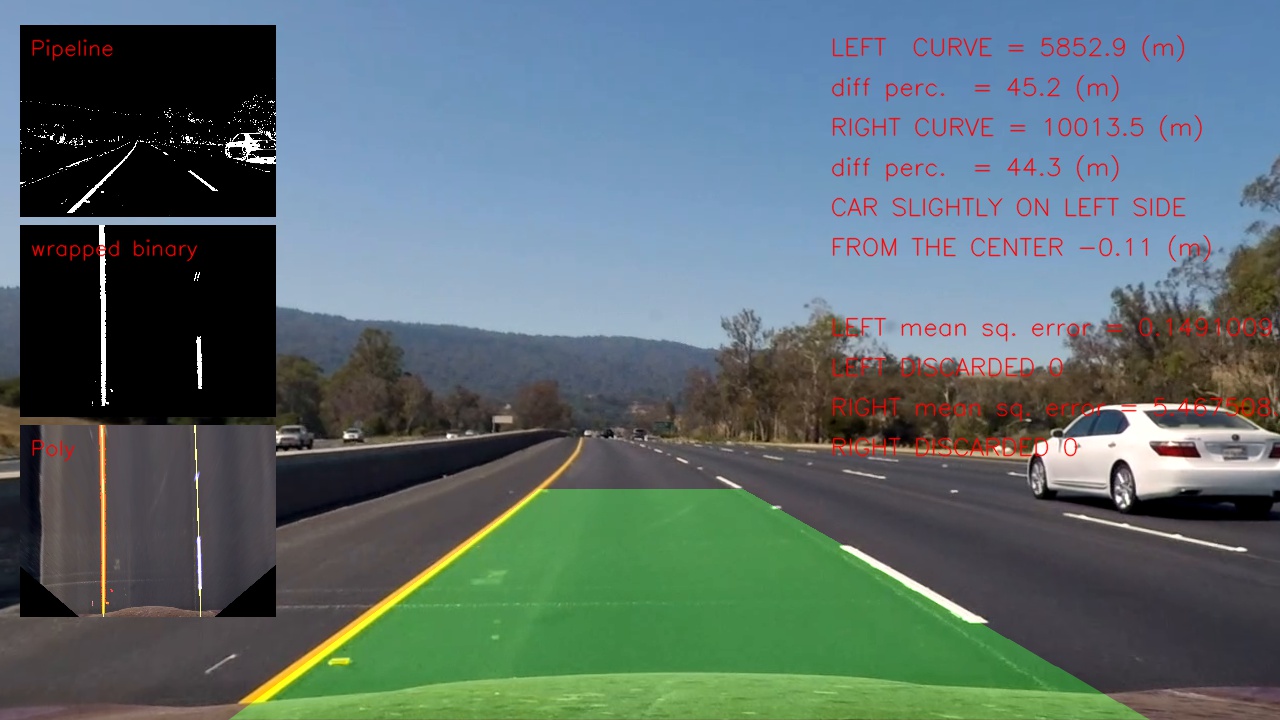 Pipeline
wrapped binary
Poly
LEFT CURVE = 5852.9 (m)
diff perc. = 45.2 (m)
RIGHT CURVE = 10013.5 (m)
diff perc. = 44.3 (m)
CAR SLIGHTLY ON LEFT SIDE
FROM THE CENTER -0.11 (m)
LEFT mean sq. error = 0.1491009
LEFT DISCARDED 0
RIGHT mean sq. error = 5.467508
RIGHT DISCARDED 0